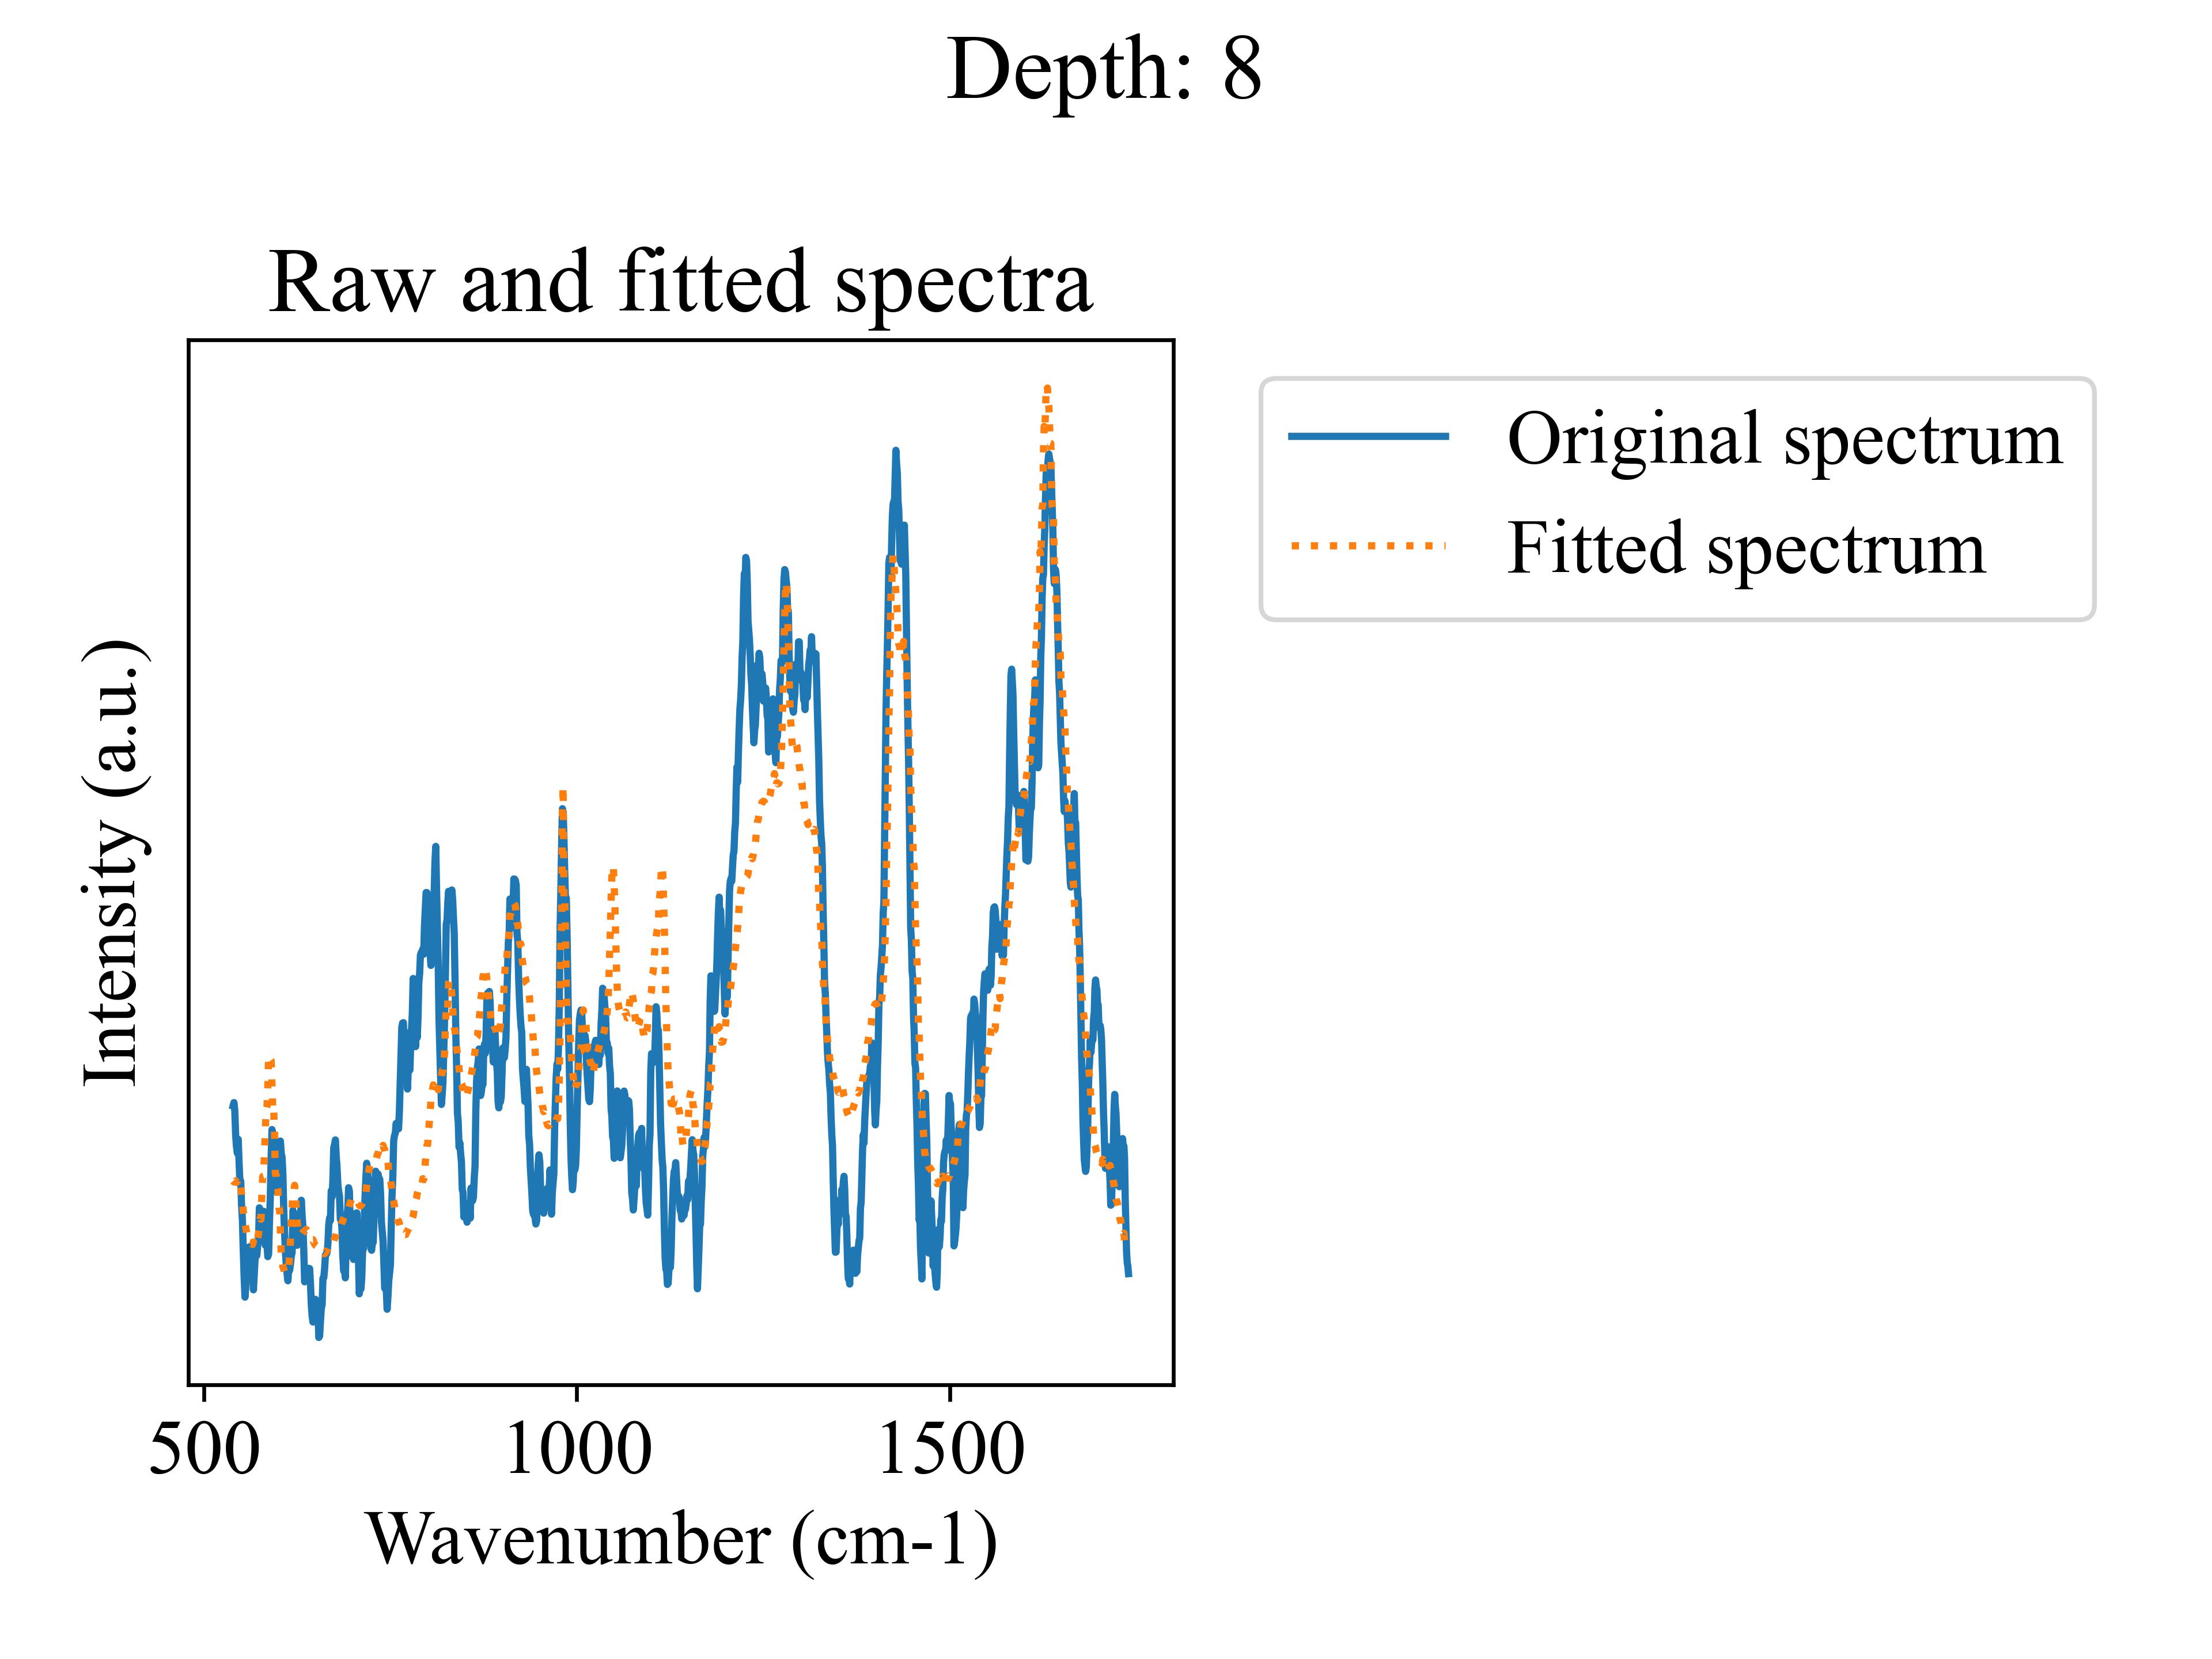 Depth: 8
Raw and fitted spectra
Original spectrum
Fitted spectrum
Intensity (a.u.)
500 1000 1500
Wavenumber (cm-1)